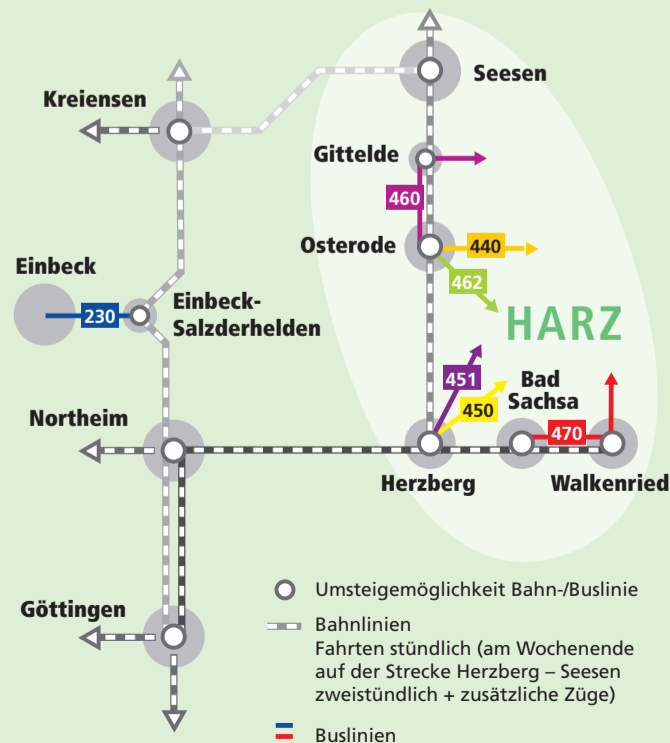 Seesen
Kreiensen
Gittelde
460
Osterode
440
462
Einbeck
230
Einbeck-
Salzderhelden
HARZ
451
450
Bad
Sachsa
470
Northeim
Herzberg
Walkenried
Göttingen
Umsteigemöglichkeit Bahn-/Buslinie
Bahnlinien
Fahrten stündlich (am Wochenende
auf der Strecke Herzberg – Seesen
zweistündlich + zusätzliche Züge)
Buslinien